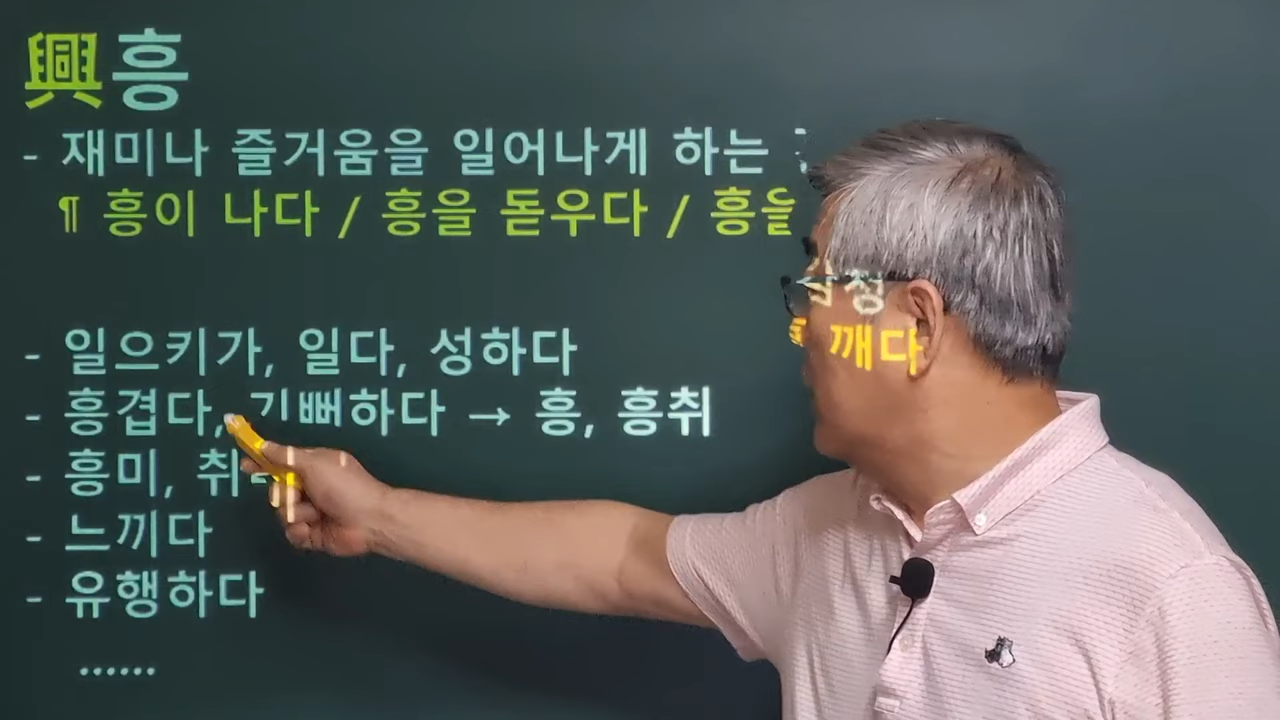 興흥
- 재미나 즐거움을 일어나게 하는 감정
¶ 흥이 나다 / 흥을 돋우다 / 흥을 깨다
- 일으키가, 일다, 성하다
- 흥겹다, 기뻐하다 → 흥, 흥취
- 흥미, 취
- 느끼다
- 유행하다
......